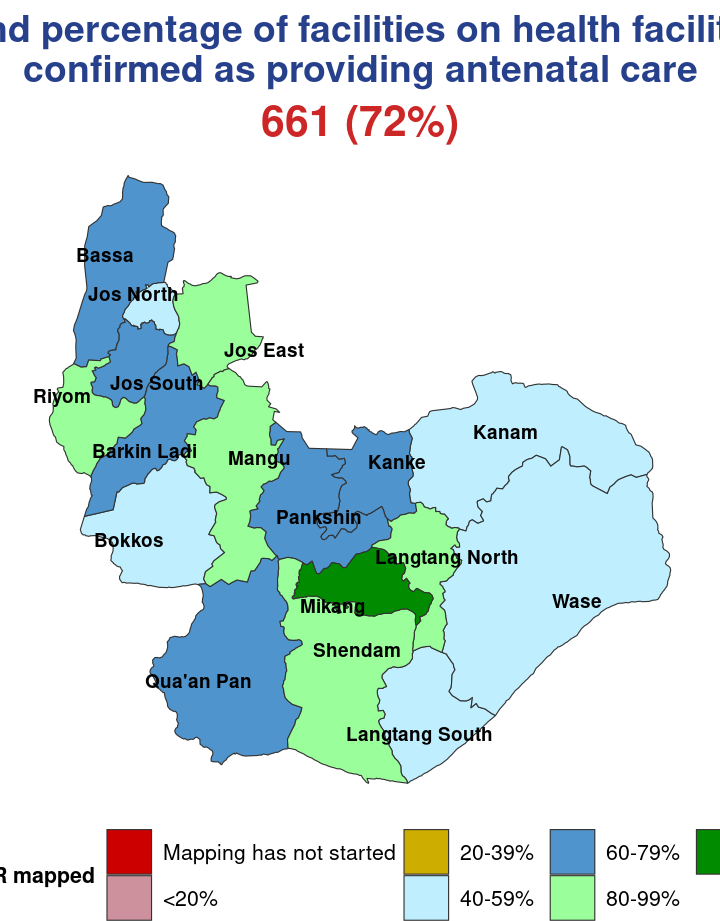 nd percentage of facilities on health facilit
confirmed as providing antenatal care
661 (72%)
Bassa
Jos North
Jos East
Jos South
Riyom
Kanam
Barkin Ladi
Mangu
Kanke
Pankshin
Bokkos
Langtang North
Wase
Mikang
Shendam
Qua'an Pan
Langtang South
R mapped
Mapping has not started
20-39%
60-79%
<20%
40-59%
80-99%